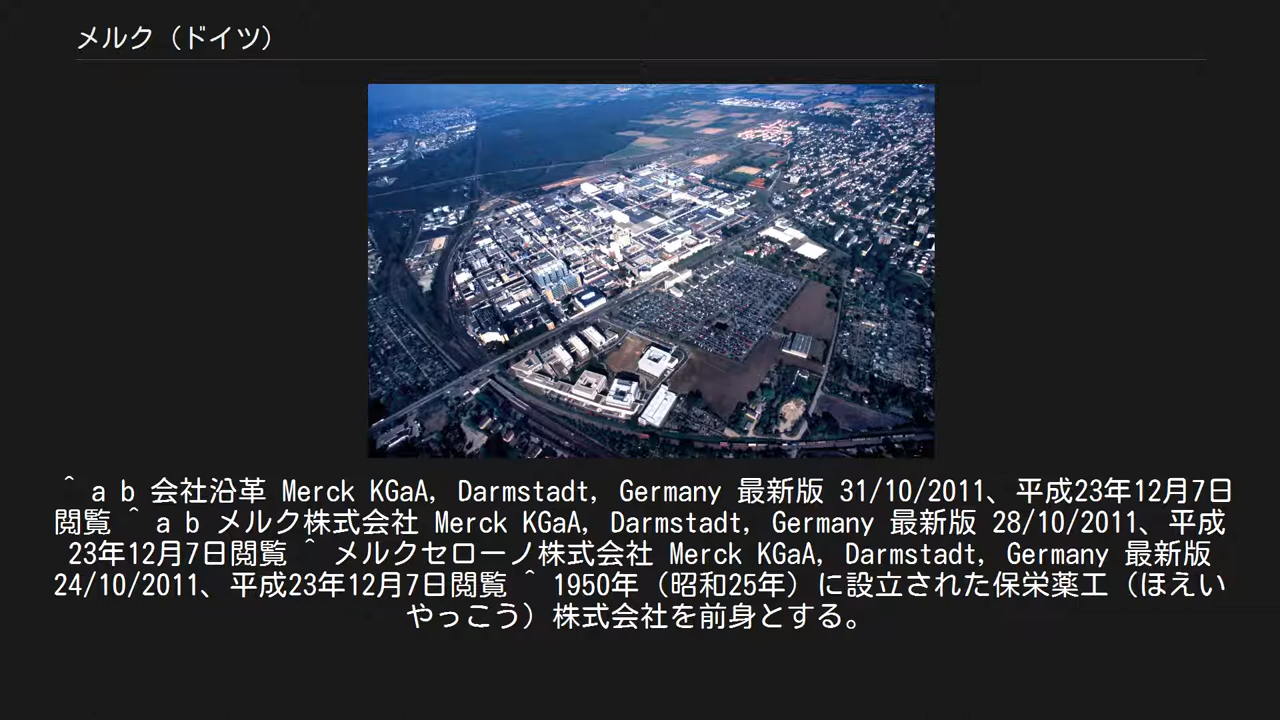 メルク（ドイツ）
^ a b 会社沿革 Merck KGaA, Darmstadt, Germany 最新版 31/10/2011、平成23年12月7日
閲覧 ^ a b メルク株式会社 Merck KGaA, Darmstadt, Germany 最新版 28/10/2011、平成
23年12月7日閲覧 ^ メルクセローノ株式会社 Merck KGaA, Darmstadt, Germany 最新版
24/10/2011、平成23年12月7日閲覧 ^ 1950年（昭和25年）に設立された保栄薬工（ほえい
やっこう）株式会社を前身とする。